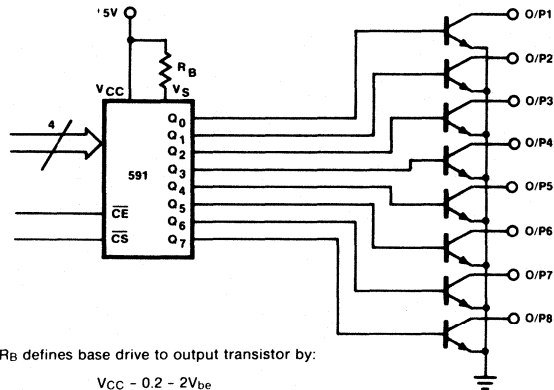 +5V
O/P1
RB
VCC
VS
O/P2
Q0
O/P3
4
Q1
Q2
O/P4
591
Q3
Q4
O/P5
CE
Q5
O/P6
CS
Q6
Q7
O/P7
O/P8
RB defines base drive to output transistor by:
VCC - 0.2 - 2Vbe